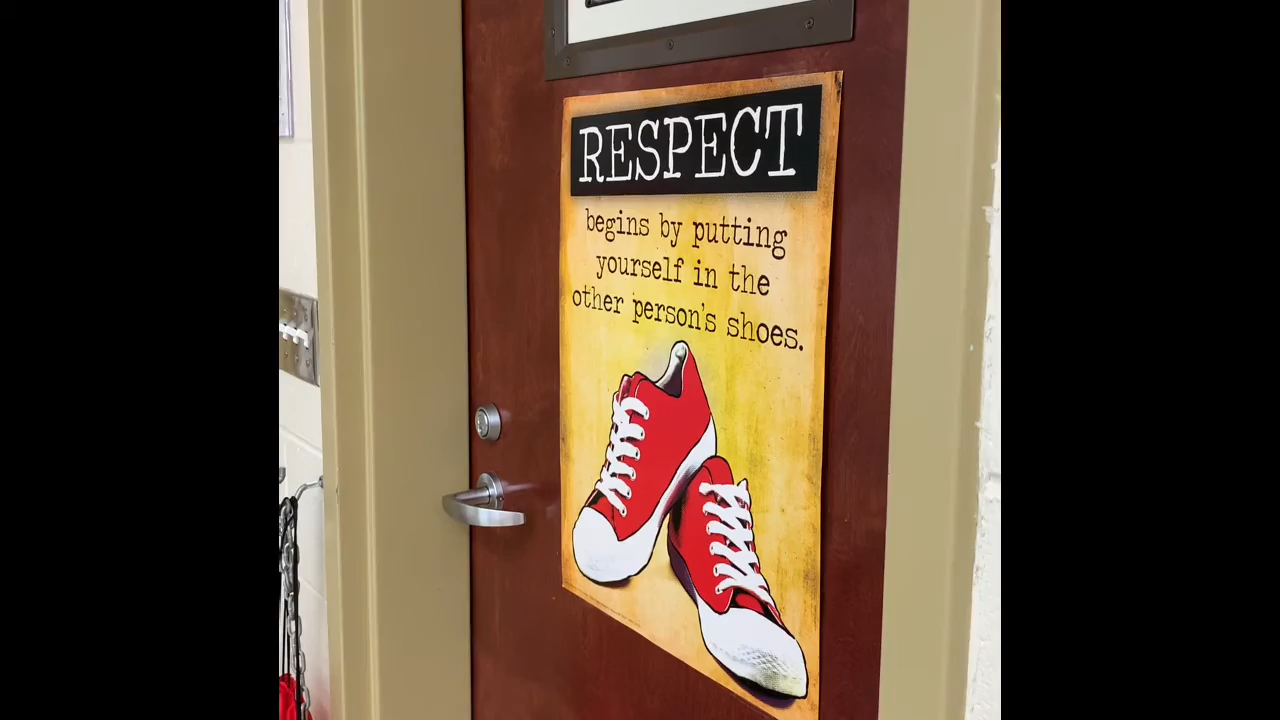 RESPECT
begins by putting
yourself in the
other person's shoes.